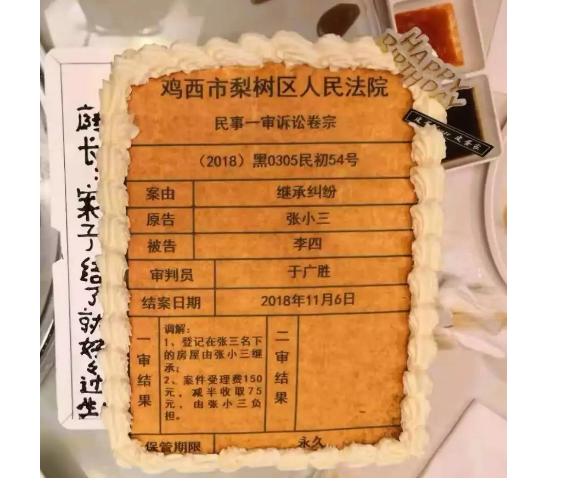 鸡西市梨树区人民法院
民事一审诉讼卷宗
（2018）黑0305民初54号
案由 继承纠纷
原告 张小三
被告 李四
审判员 于广胜
结案日期 2018年11月6日
一审结果
调解：
1、登记在张三名下
的房屋由张小三继
承；
2、案件受理费150
元，减半收取75
元，由张小三负
担。
二审结果
保管期限 永久
庭长：案子结了就好好过生
HAPPY
BIRTHDAY